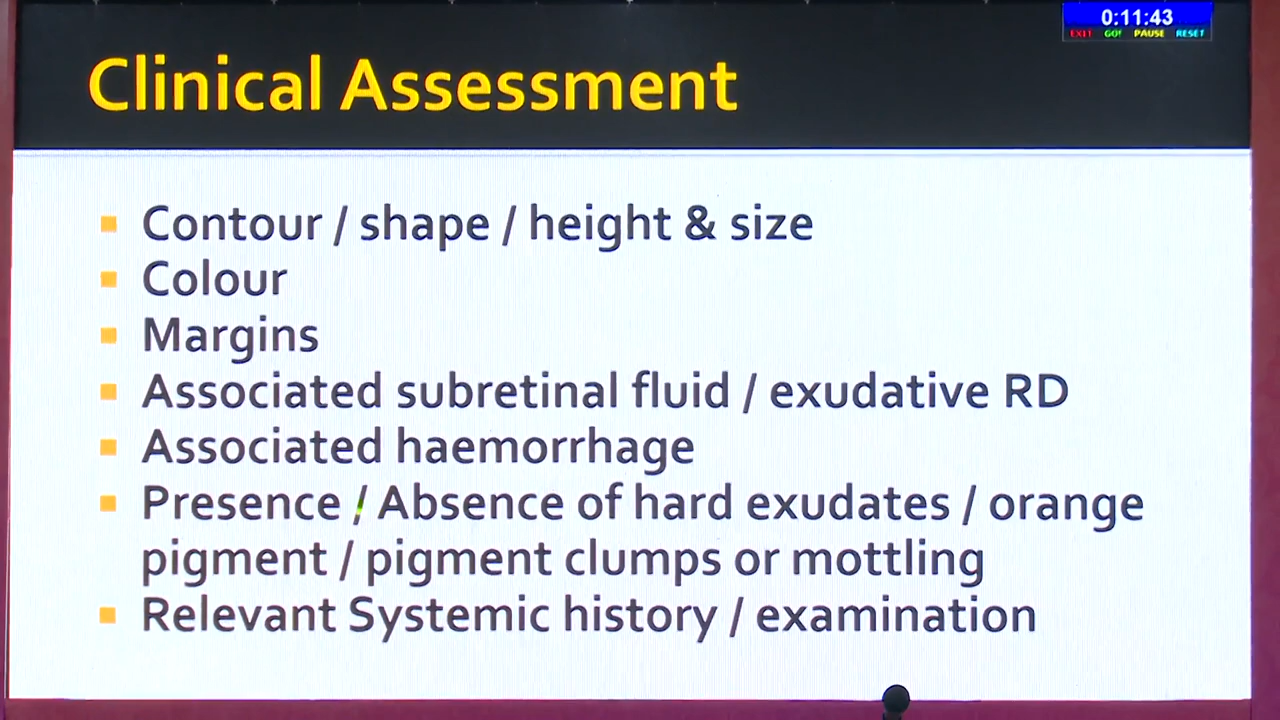 0:11:43
EXIT GO! PAUSE RESET
Clinical Assessment
Contour / shape / height & size
Colour
Margins
Associated subretinal fluid / exudative RD
Associated haemorrhage
Presence / Absence of hard exudates / orange
pigment / pigment clumps or mottling
Relevant Systemic history / examination